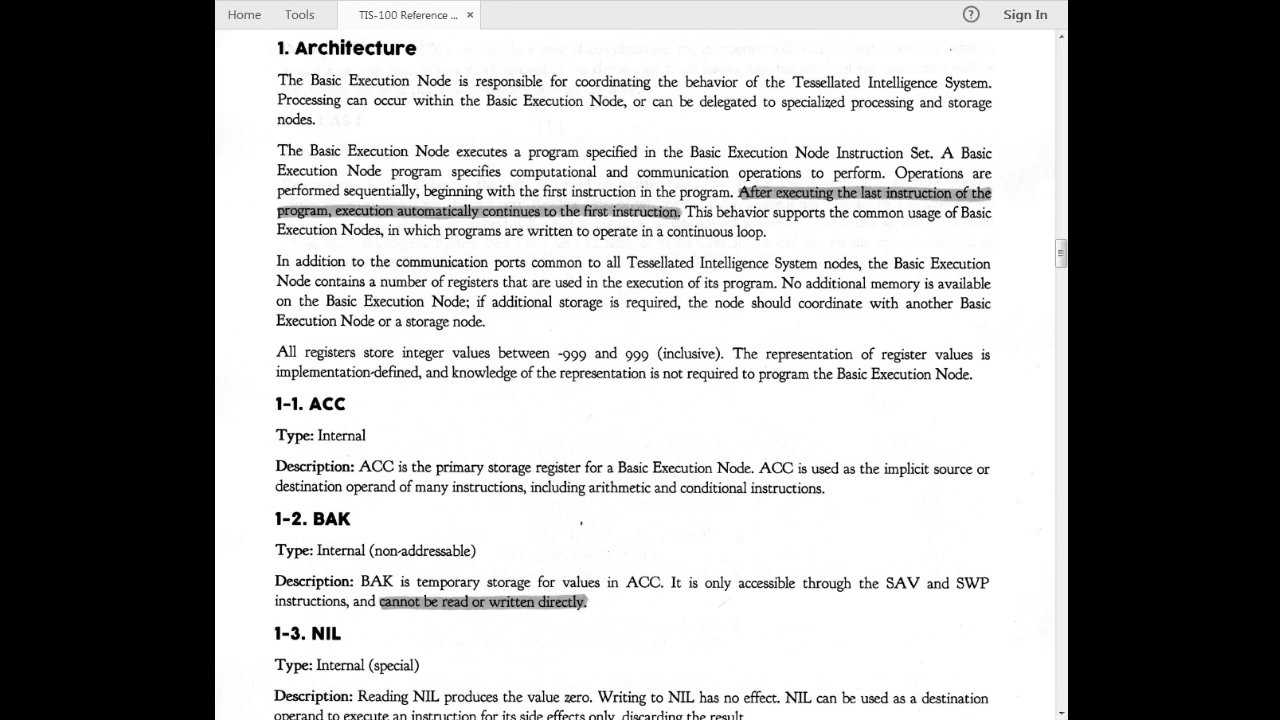 Home Tools TIS-100 Reference ... × ? Sign In
1. Architecture
The Basic Execution Node is responsible for coordinating the behavior of the Tessellated Intelligence System.
Processing can occur within the Basic Execution Node, or can be delegated to specialized processing and storage
nodes.
The Basic Execution Node executes a program specified in the Basic Execution Node Instruction Set. A Basic
Execution Node program specifies computational and communication operations to perform. Operations are
performed sequentially, beginning with the first instruction in the program. After executing the last instruction of the
program, execution automatically continues to the first instruction. This behavior supports the common usage of Basic
Execution Nodes, in which programs are written to operate in a continuous loop.
In addition to the communication ports common to all Tessellated Intelligence System nodes, the Basic Execution
Node contains a number of registers that are used in the execution of its program. No additional memory is available
on the Basic Execution Node; if additional storage is required, the node should coordinate with another Basic
Execution Node or a storage node.
All registers store integer values between -999 and 999 (inclusive). The representation of register values is
implementation-defined, and knowledge of the representation is not required to program the Basic Execution Node.
1-1. ACC
Type: Internal
Description: ACC is the primary storage register for a Basic Execution Node. ACC is used as the implicit source or
destination operand of many instructions, including arithmetic and conditional instructions.
1-2. BAK
Type: Internal (non-addressable)
Description: BAK is temporary storage for values in ACC. It is only accessible through the SAV and SWP
instructions, and cannot be read or written directly.
1-3. NIL
Type: Internal (special)
Description: Reading NIL produces the value zero. Writing to NIL has no effect. NIL can be used as a destination
operand to execute an instruction for its side effects only, discarding the result.